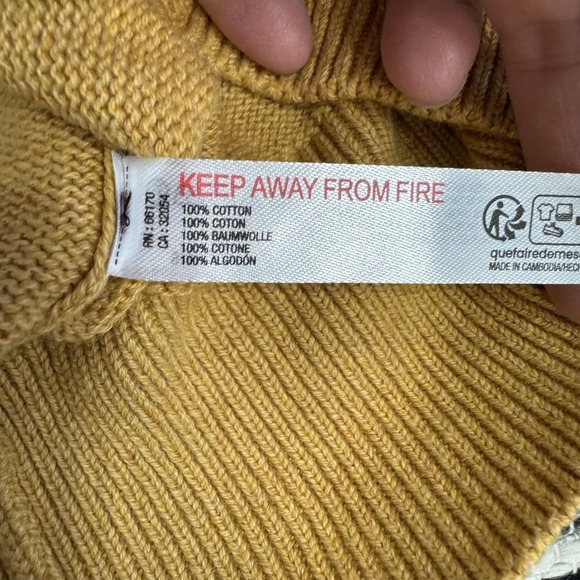 RN : 66170
CA : 32054
KEEP AWAY FROM FIRE
100% COTTON
100% COTON
100% BAUMWOLLE
100% COTONE
100% ALGODÓN
quefairedemes
MADE IN CAMBODIA/HEC